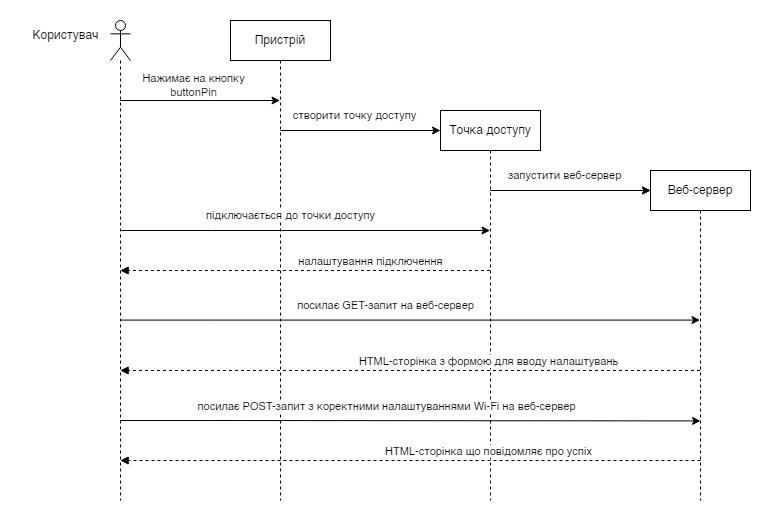 Користувач
Пристрій
Нажимає на кнопку
buttonPin
створити точку доступу
Точка доступу
запустити веб-сервер
Веб-сервер
підключається до точки доступу
налаштування підключення
посилає GET-запит на веб-сервер
HTML-сторінка з формою для вводу налаштувань
посилає POST-запит з коректними налаштуваннями Wi-Fi на веб-сервер
HTML-сторінка що повідомляє про успіх